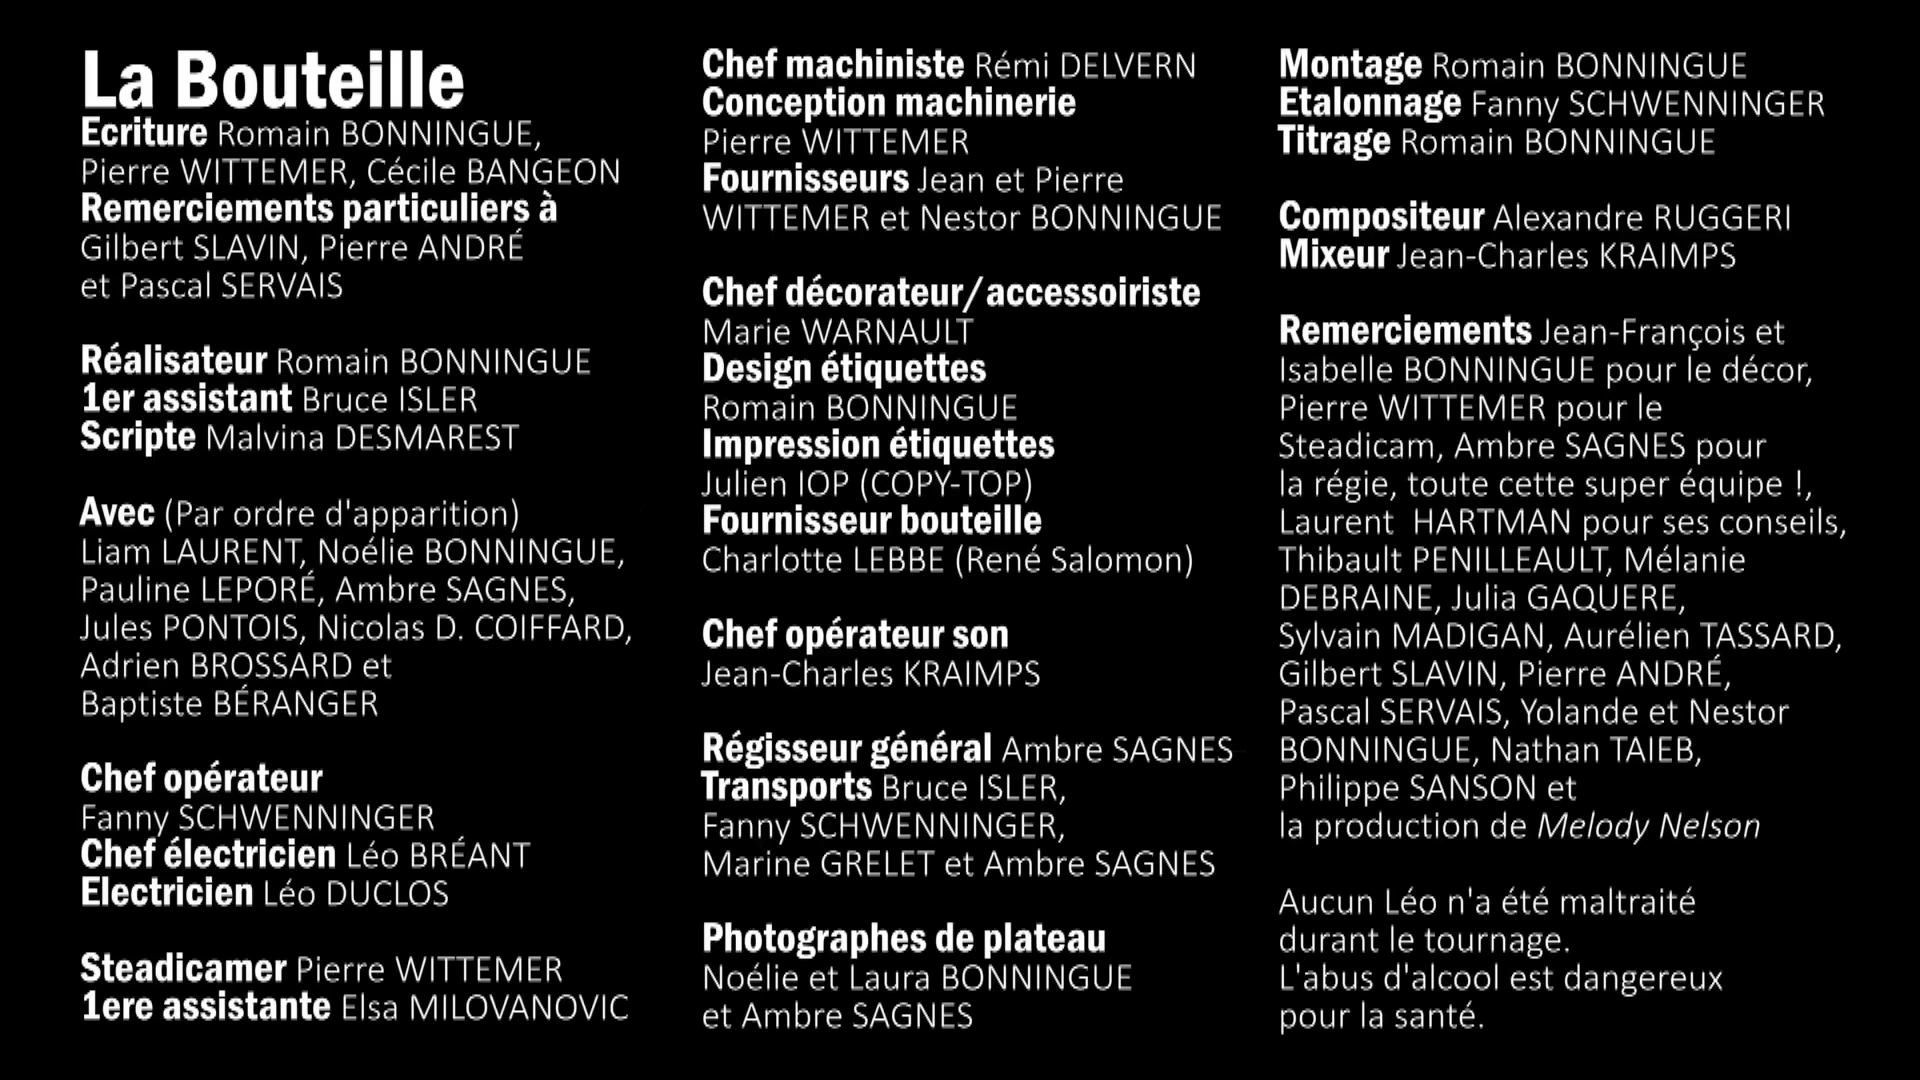 La Bouteille
Ecriture Romain BONNINGUE,
Pierre WITTEMER, Cécile BANGEON
Remerciements particuliers à
Gilbert SLAVIN, Pierre ANDRÉ
et Pascal SERVAIS
Réalisateur Romain BONNINGUE
1er assistant Bruce ISLER
Scripte Malvina DESMAREST
Avec (Par ordre d'apparition)
Liam LAURENT, Noélie BONNINGUE,
Pauline LEPORÉ, Ambre SAGNES,
Jules PONTOIS, Nicolas D. COIFFARD,
Adrien BROSSARD et
Baptiste BÉRANGER
Chef opérateur
Fanny SCHWENNINGER
Chef électricien Léo BRÉANT
Electricien Léo DUCLOS
Steadicamer Pierre WITTEMER
1ere assistante Elsa MILOVANOVIC
Chef machiniste Rémi DELVERN
Conception machinerie
Pierre WITTEMER
Fournisseurs Jean et Pierre
WITTEMER et Nestor BONNINGUE
Chef décorateur/accessoiriste
Marie WARNAULT
Design étiquettes
Romain BONNINGUE
Impression étiquettes
Julien IOP (COPY-TOP)
Fournisseur bouteille
Charlotte LEBBE (René Salomon)
Chef opérateur son
Jean-Charles KRAIMPS
Régisseur général Ambre SAGNES
Transports Bruce ISLER,
Fanny SCHWENNINGER,
Marine GRELET et Ambre SAGNES
Photographes de plateau
Noélie et Laura BONNINGUE
et Ambre SAGNES
Montage Romain BONNINGUE
Etalonnage Fanny SCHWENNINGER
Titrage Romain BONNINGUE
Compositeur Alexandre RUGGERI
Mixeur Jean-Charles KRAIMPS
Remerciements Jean-François et
Isabelle BONNINGUE pour le décor,
Pierre WITTEMER pour le
Steadicam, Ambre SAGNES pour
la régie, toute cette super équipe !,
Laurent  HARTMAN pour ses conseils,
Thibault PENILLEAULT, Mélanie
DEBRAINE, Julia GAQUERE,
Sylvain MADIGAN, Aurélien TASSARD,
Gilbert SLAVIN, Pierre ANDRÉ,
Pascal SERVAIS, Yolande et Nestor
BONNINGUE, Nathan TAIEB,
Philippe SANSON et
la production de Melody Nelson
Aucun Léo n'a été maltraité
durant le tournage.
L'abus d'alcool est dangereux
pour la santé.